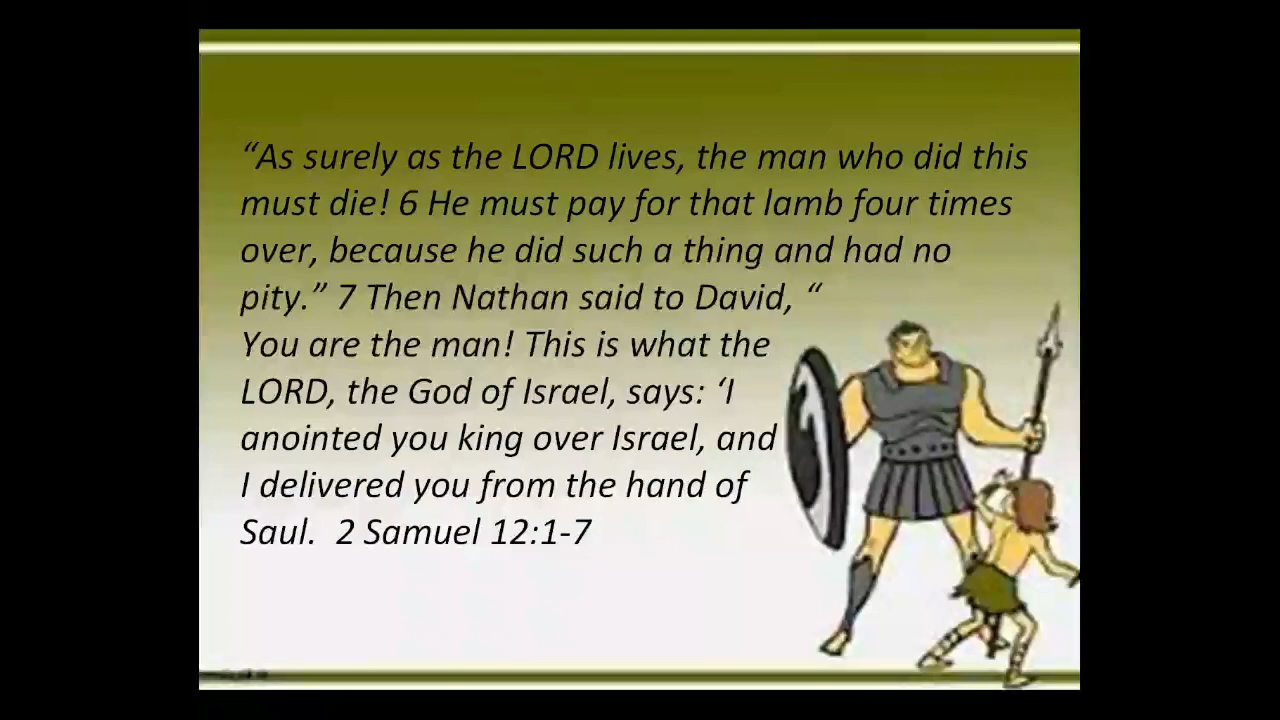 “As surely as the LORD lives, the man who did this
must die! 6 He must pay for that lamb four times
over, because he did such a thing and had no
pity.” 7 Then Nathan said to David, “
You are the man! This is what the
LORD, the God of Israel, says: ‘I
anointed you king over Israel, and
I delivered you from the hand of
Saul.  2 Samuel 12:1-7